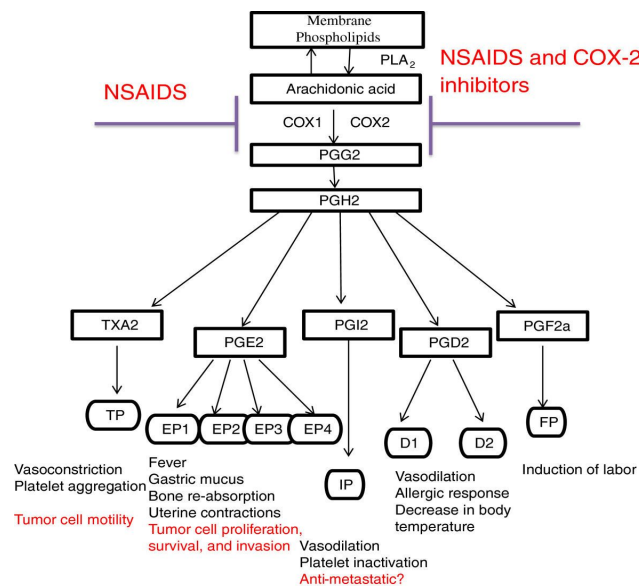 Membrane
Phospholipids
PLA2
NSAIDS
NSAIDS and COX-2
inhibitors
Arachidonic acid
COX1
COX2
PGG2
PGH2
TXA2
PGE2
PGI2
PGD2
PGF2a
TP
EP1
EP2
EP3
EP4
IP
D1
D2
FP
Vasoconstriction
Platelet aggregation
Tumor cell motility
Fever
Gastric mucus
Bone re-absorption
Uterine contractions
Tumor cell proliferation,
survival, and invasion
Vasodilation
Platelet inactivation
Anti-metastatic?
Vasodilation
Allergic response
Decrease in body
temperature
Induction of labor